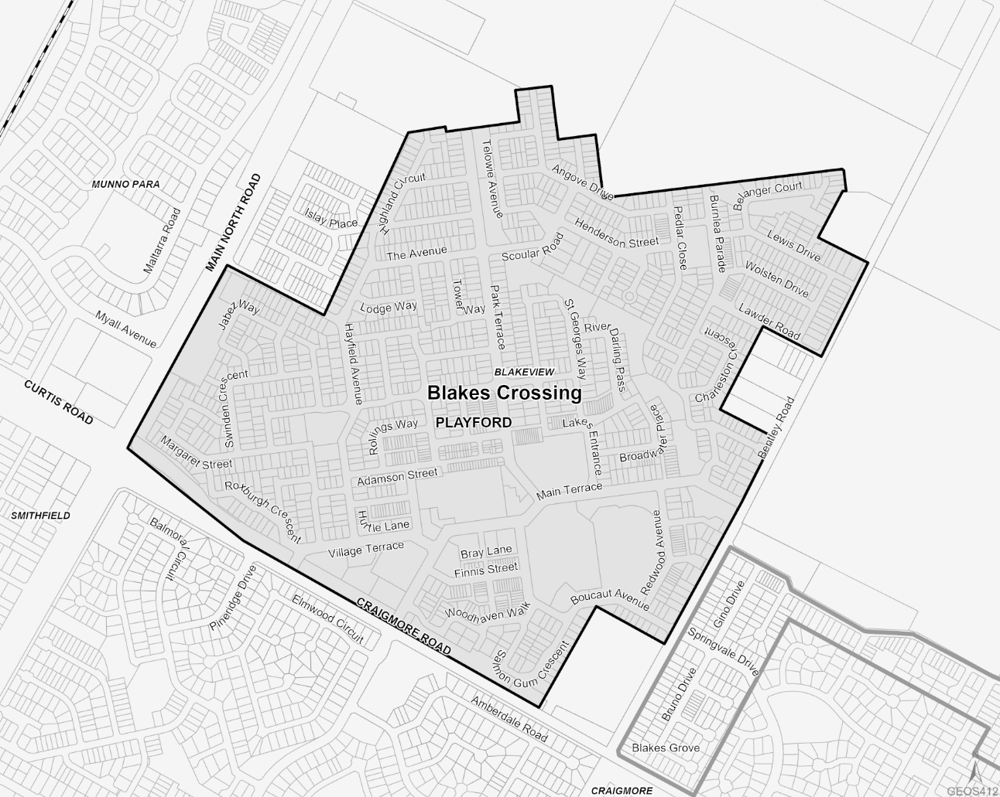 Telowie Avenue
Angove Drive
Highland Circuit
MUNNO PARA
Belanger Court
MAIN NORTH ROAD
Islay Place
Pedlar Close
Burnlea Parade
Henderson Street
Maltarra Road
Lewis Drive
The Avenue
Scoular Road
Wolsten Drive
Tower Way
Park Terrace
Lodge Way
Jabez Way
St Georges Way
Lawder Road
Myall Avenue
River
Darling Pass
Hayfield Avenue
Charleston Crescent
BLAKEVIEW
Swinden Crescent
Blakes Crossing
CURTIS ROAD
PLAYFORD
Rollings Way
Lakes Entrance
Bentley Road
Broadwater Place
Margaret Street
Adamson Street
Roxburgh Crescent
Main Terrace
SMITHFIELD
Hurtle Lane
Balmoral Circuit
Village Terrace
Bray Lane
Redwood Avenue
Finnis Street
Pineridge Drive
Boucaut Avenue
Woodhaven Walk
Gino Drive
Elmwood Circuit
CRAIGMORE ROAD
Springvale Drive
Salmon Gum Crescent
Bruno Drive
Amberdale Road
Blakes Grove
CRAIGMORE
GEOS412